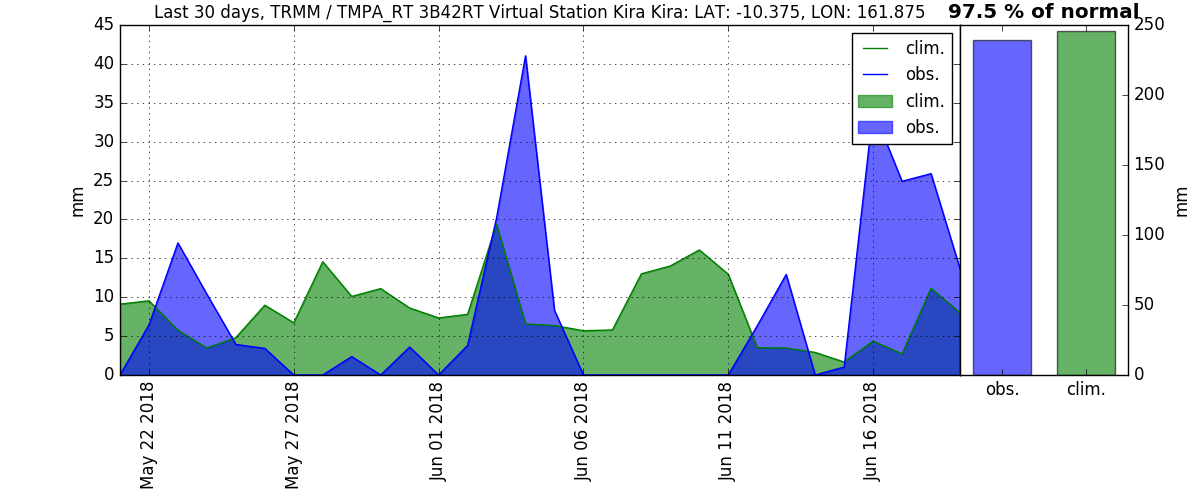 Last 30 days, TRMM / TMPA_RT 3B42RT Virtual Station Kira Kira: LAT: -10.375, LON: 161.875
97.5 % of normal
45
40
35
30
25
20
15
10
5
0
mm
clim.
obs.
clim.
obs.
May 22 2018
May 27 2018
Jun 01 2018
Jun 06 2018
Jun 11 2018
Jun 16 2018
250
200
150
100
50
0
mm
obs.
clim.